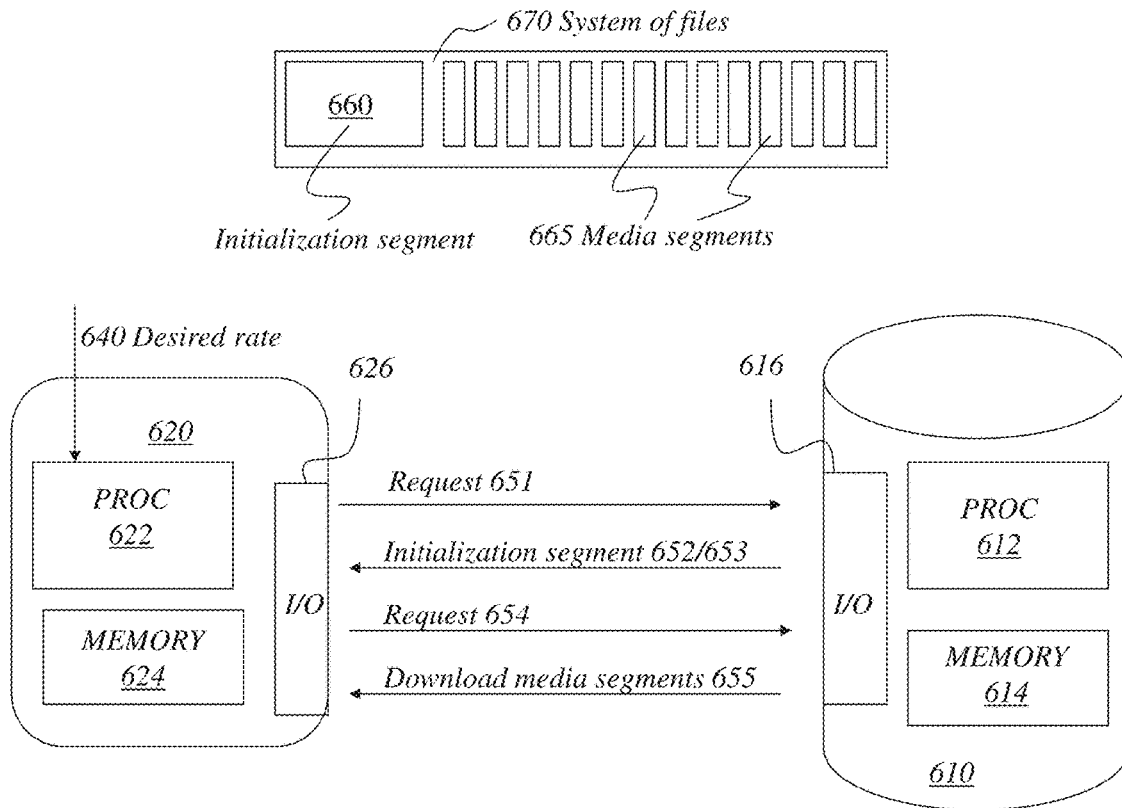 670 System of files
660
Initialization segment
665 Media segments
640 Desired rate
626
616
620
PROC
622
I/O
MEMORY
624
Request 651
Initialization segment 652/653
Request 654
Download media segments 655
I/O
PROC
612
MEMORY
614
610